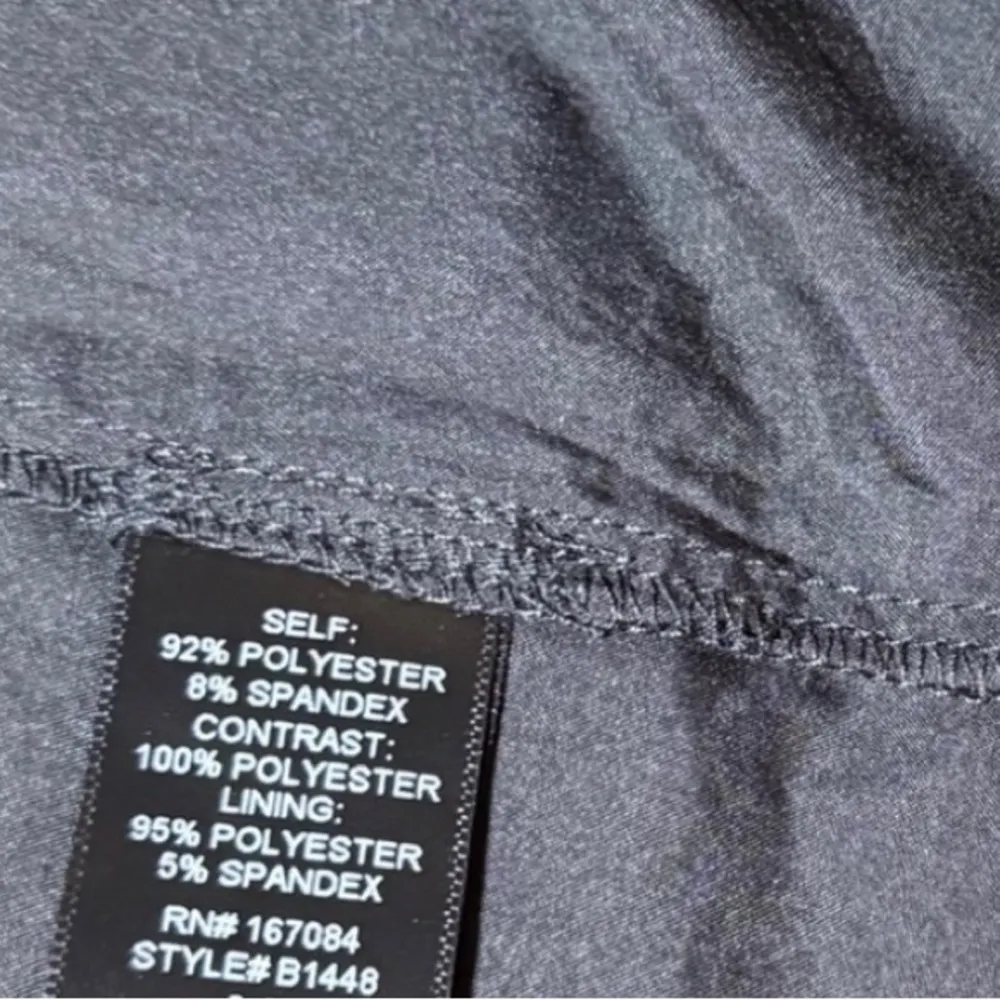 SELF:
92% POLYESTER
8% SPANDEX
CONTRAST:
100% POLYESTER
LINING:
95% POLYESTER
5% SPANDEX
RN# 167084
STYLE# B1448